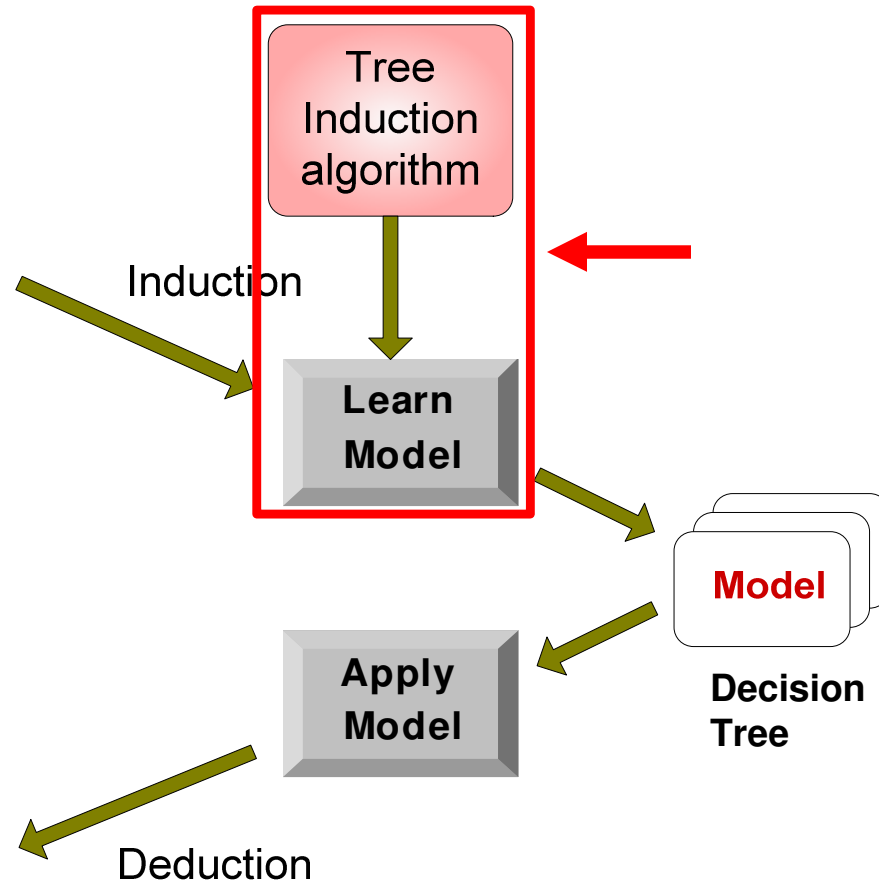 Tree
Induction
algorithm
Induction
Learn
Model
Model
Decision
Tree
Apply
Model
Deduction